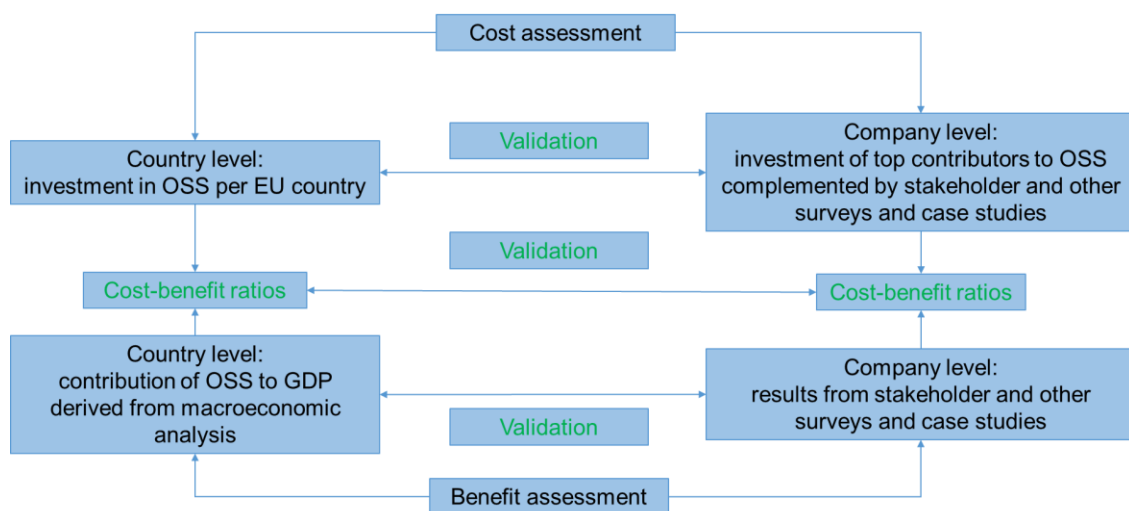 Cost assessment
Validation
Country level:
investment in OSS per EU country
Company level:
investment of top contributors to OSS
complemented by stakeholder and other
surveys and case studies
Validation
Cost-benefit ratios
Cost-benefit ratios
Country level:
contribution of OSS to GDP
derived from macroeconomic
analysis
Company level:
results from stakeholder and other
surveys and case studies
Validation
Benefit assessment